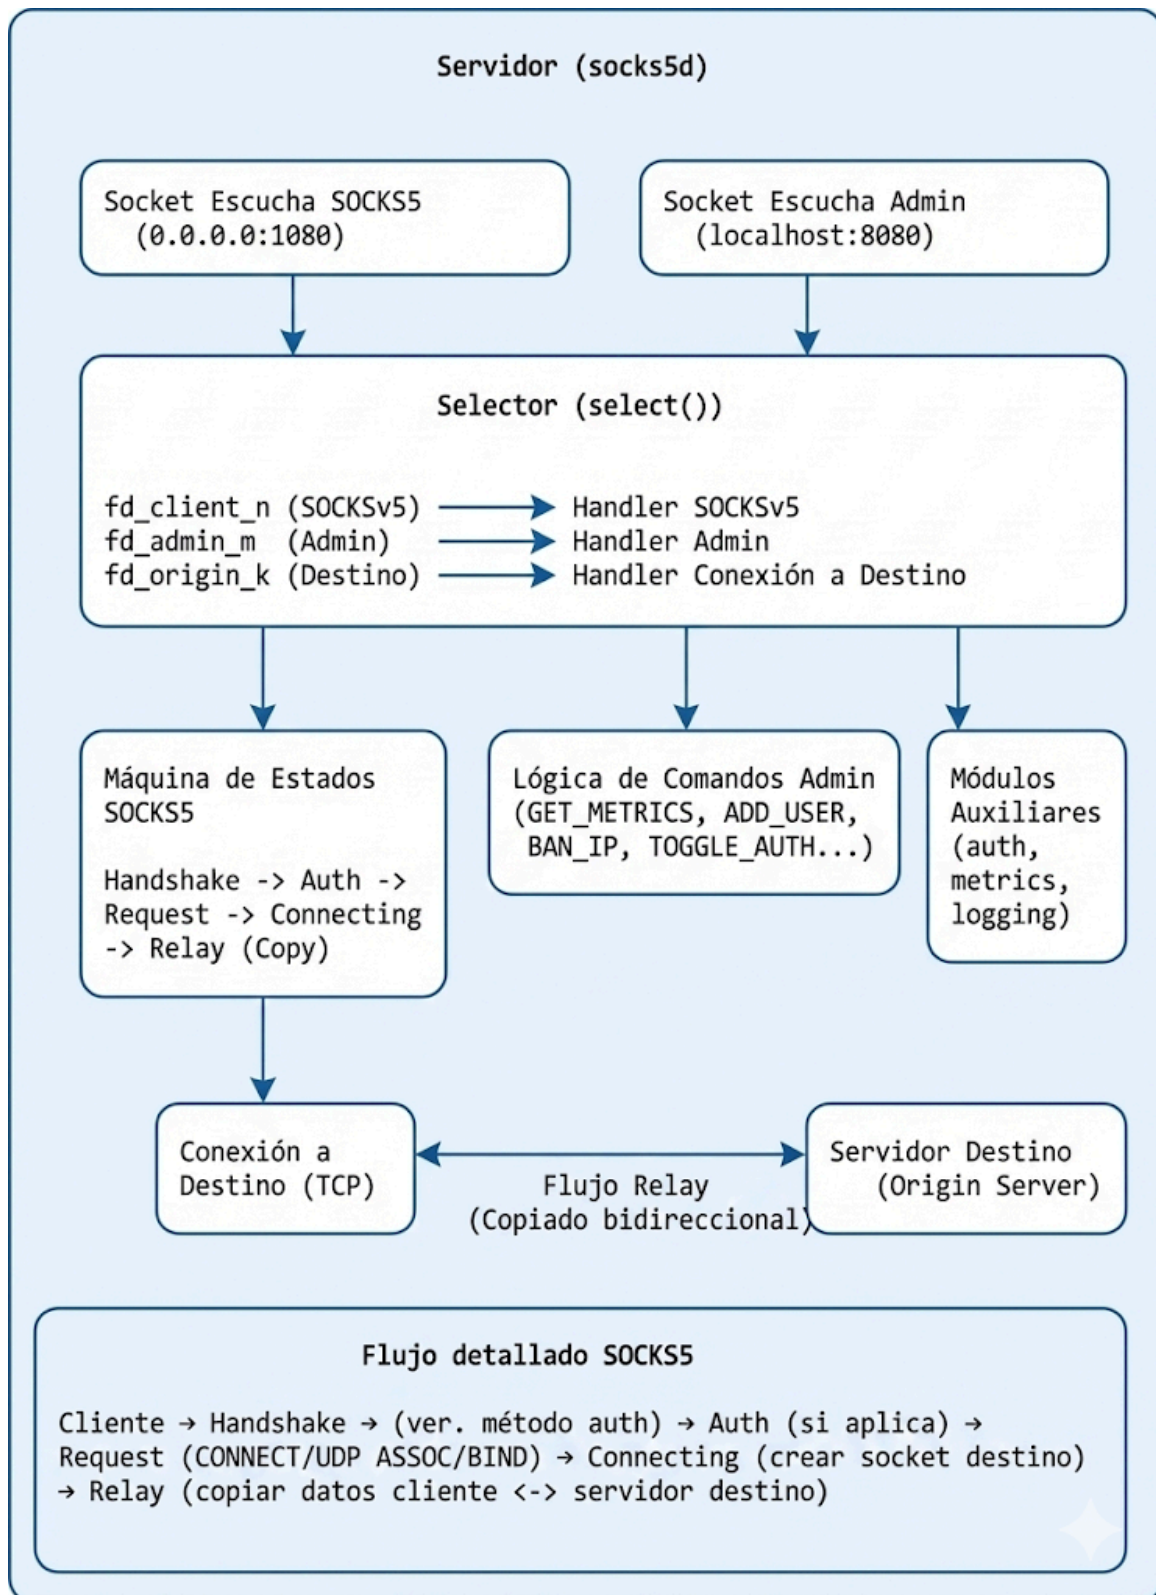 Servidor (socks5d)
Socket Escucha SOCKS5
(0.0.0.0:1080)
Socket Escucha Admin
(localhost:8080)
Selector (select())
fd_client_n (SOCKSv5) Handler SOCKSv5
fd_admin_m (Admin) Handler Admin
fd_origin_k (Destino) Handler Conexión a Destino
Máquina de Estados
SOCKS5
Handshake -> Auth ->
Request -> Connecting
-> Relay (Copy)
Lógica de Comandos Admin
(GET_METRICS, ADD_USER,
BAN_IP, TOGGLE_AUTH...)
Módulos
Auxiliares
(auth,
metrics,
logging)
Conexión a
Destino (TCP)
Flujo Relay
(Copiado bidireccional)
Servidor Destino
(Origin Server)
Flujo detallado SOCKS5
Cliente → Handshake → (ver. método auth) → Auth (si aplica) →
Request (CONNECT/UDP ASSOC/BIND) → Connecting (crear socket destino)
→ Relay (copiar datos cliente <-> servidor destino)